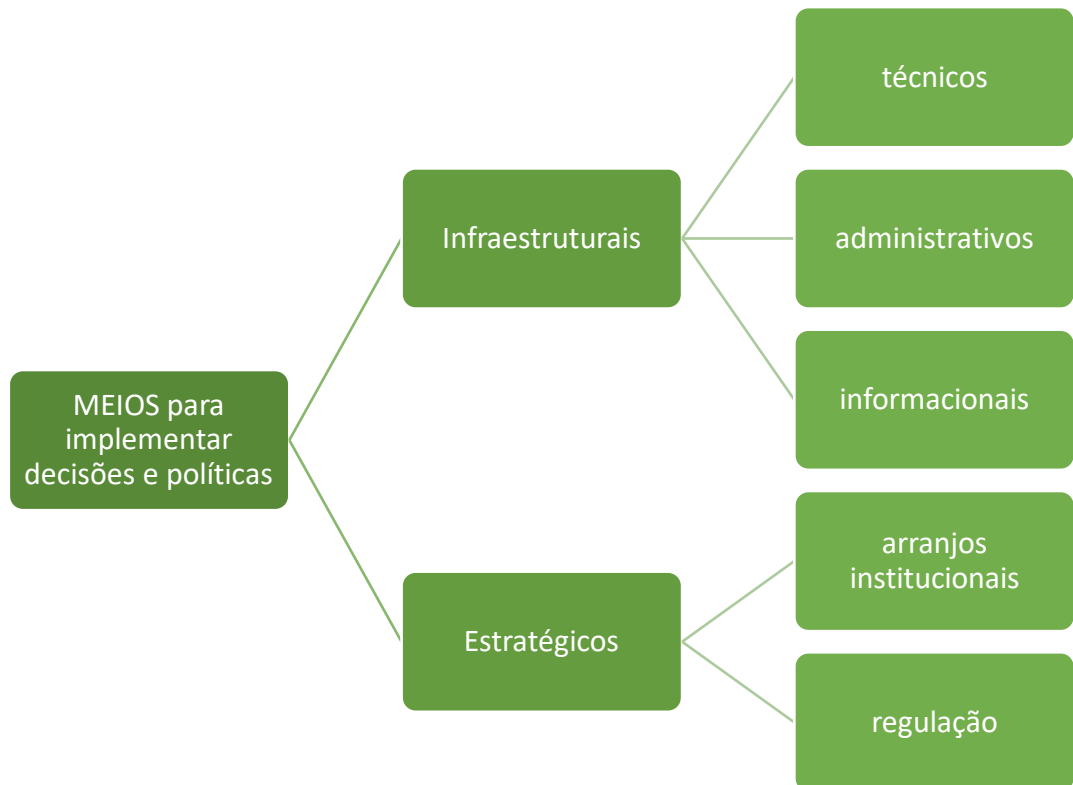 MEIOS para
implementar
decisões e políticas
Infraestruturais
técnicos
administrativos
informacionais
Estratégicos
arranjos
institucionais
regulação